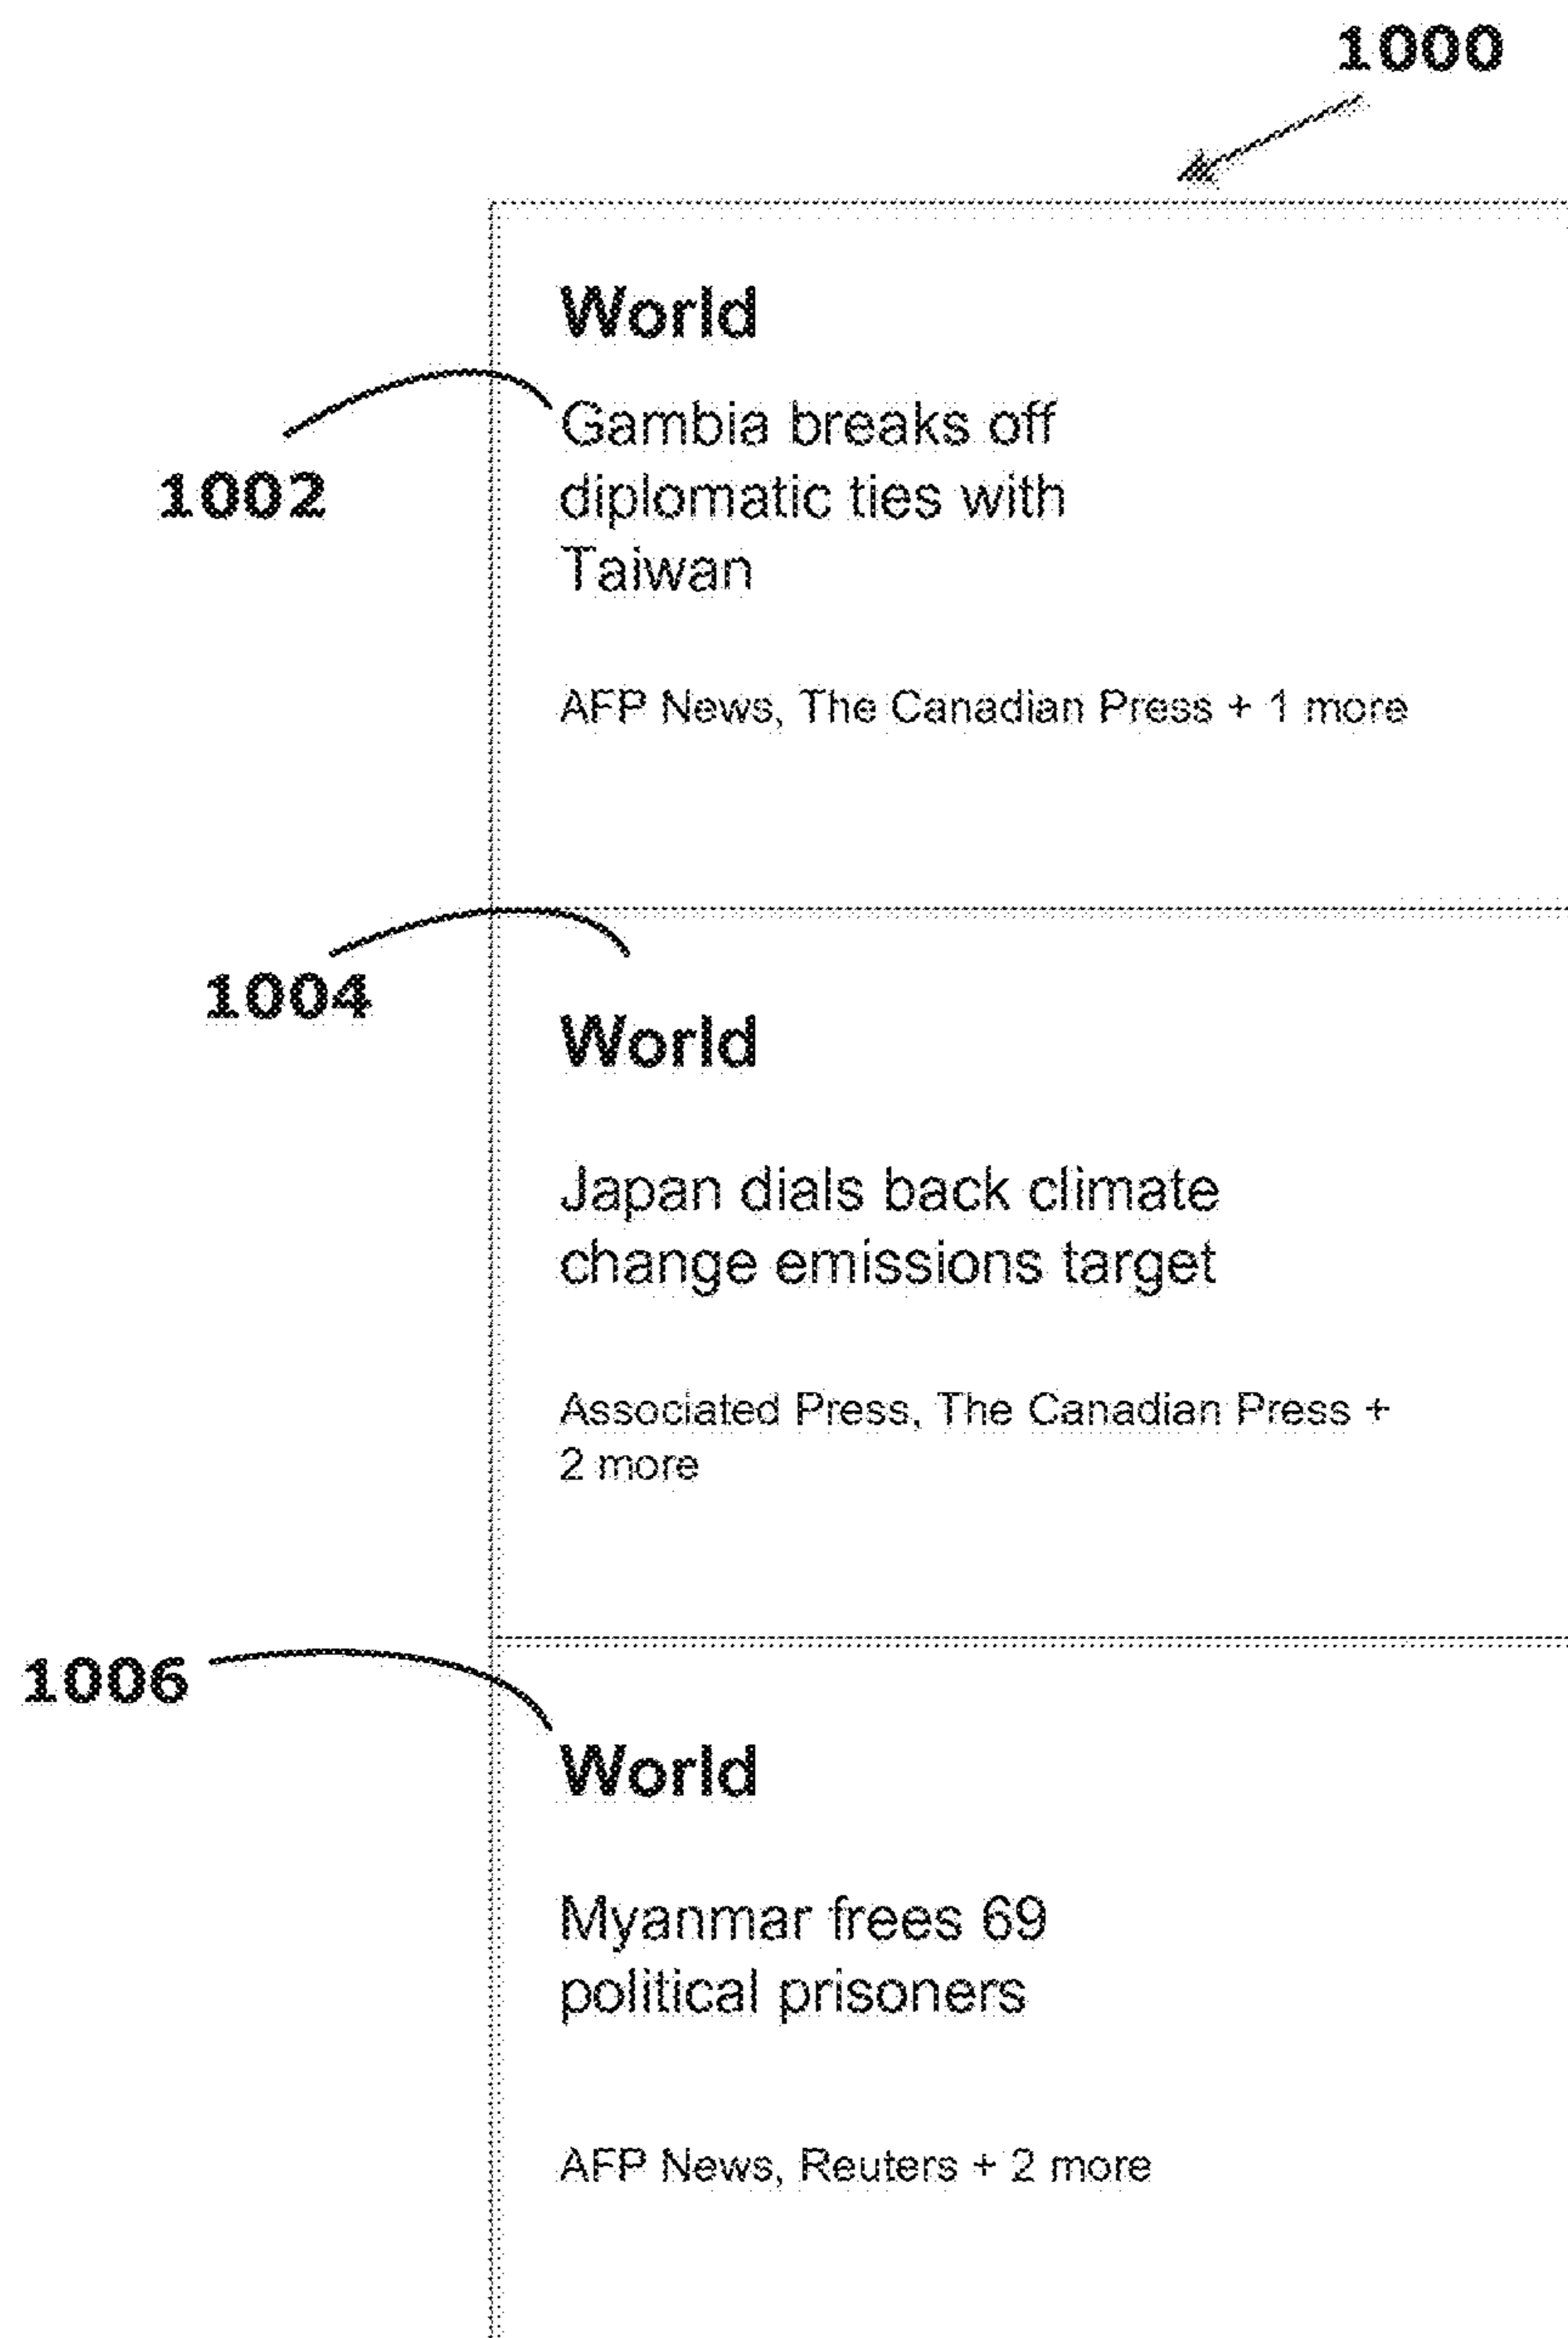 1000
World
1002
Gambia breaks off
diplomatic ties with
Taiwan
AFP News, The Canadian Press + 1 more
1004
World
Japan dials back climate
change emissions target
Associated Press, The Canadian Press +
2 more
1006
World
Myanmar frees 69
political prisoners
AFP News, Reuters + 2 more